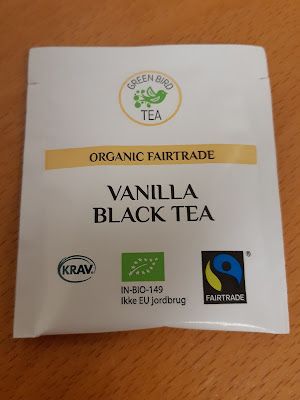 GREEN BIRD
TEA
ORGANIC FAIRTRADE
VANILLA
BLACK TEA
KRAV
IN-BIO-149
Ikke EU jordbrug
FAIRTRADE
®